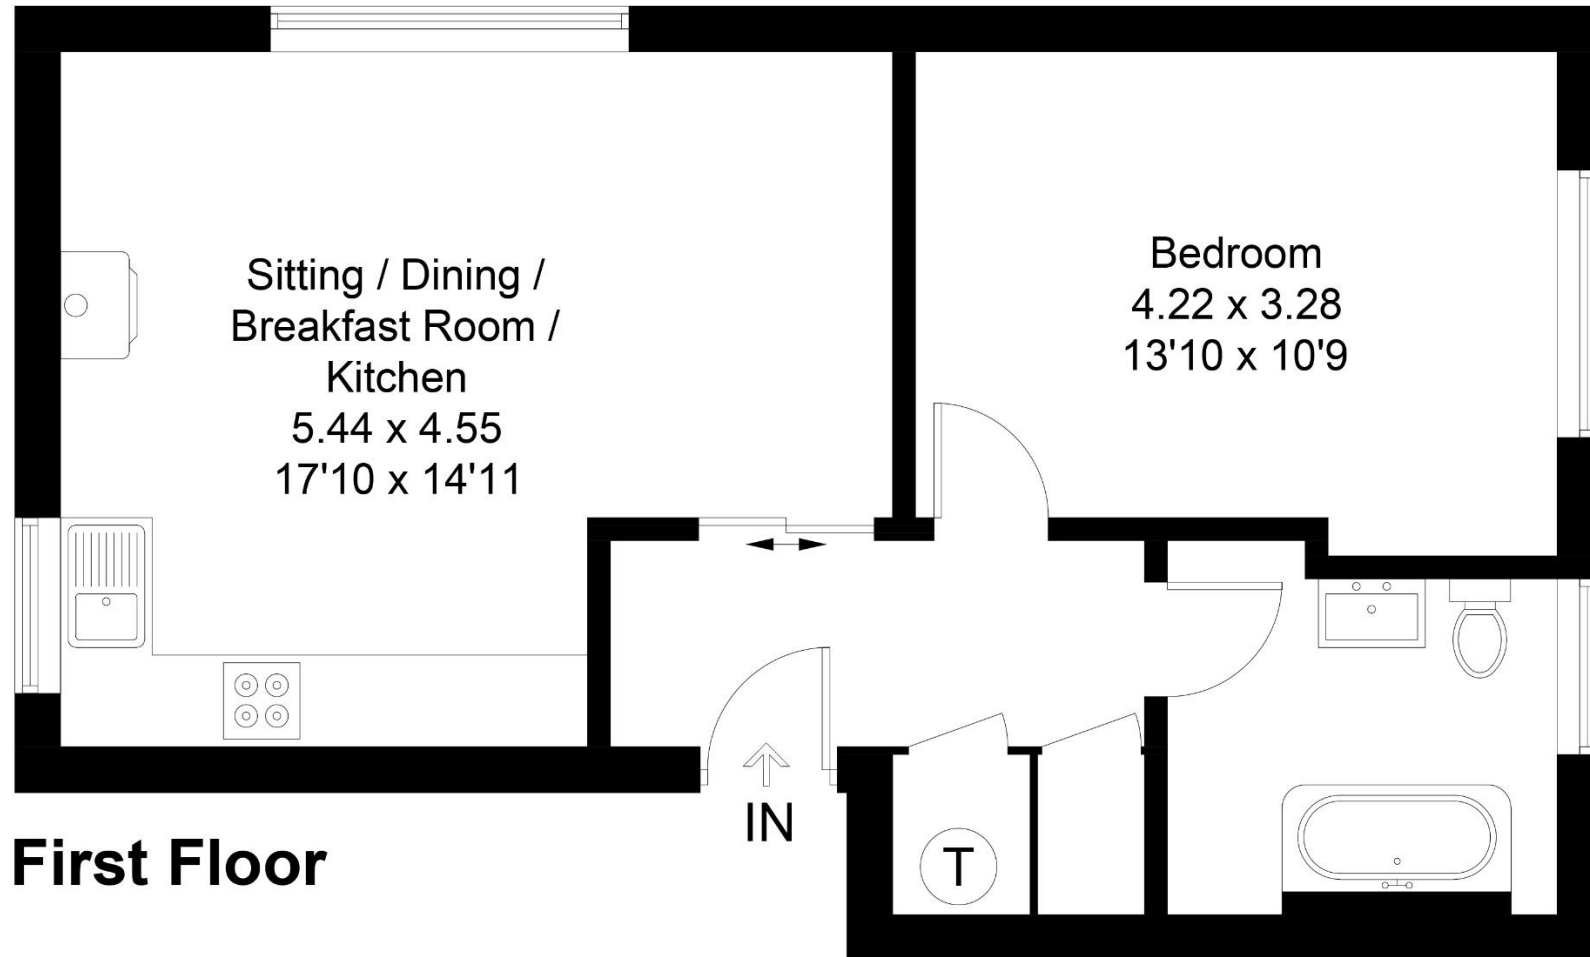 Sitting / Dining /
Breakfast Room /
Kitchen
5.44 x 4.55
17'10 x 14'11
Bedroom
4.22 x 3.28
13'10 x 10'9
IN
T
First Floor